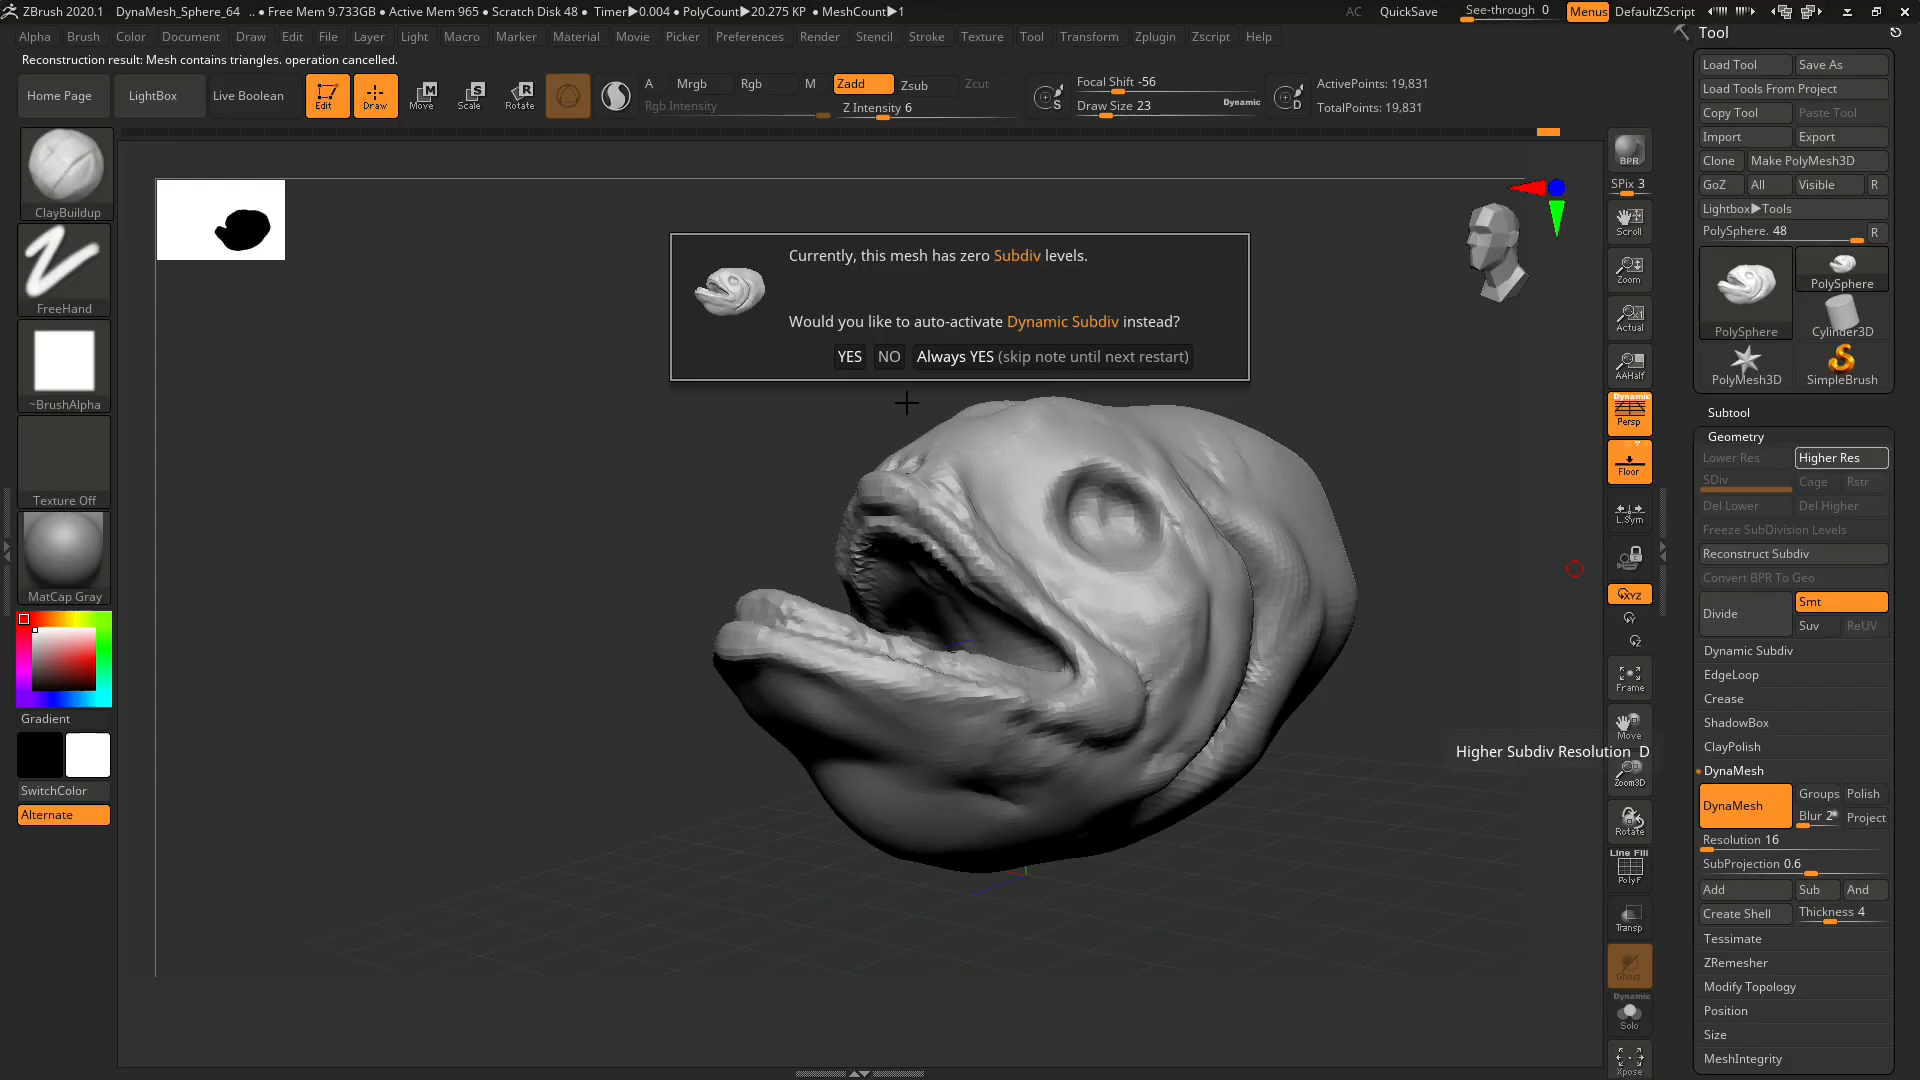 ZBrush 2020.1 DynaMesh_Sphere_64 .. ● Free Mem 9.733GB ● Active Mem 965 ● Scratch Disk 48 ● Timer▶0.004 ● PolyCount▶20.275 KP ● MeshCount▶1 AC QuickSave See-through 0 Menus DefaultZScript
Alpha Brush Color Document Draw Edit File Layer Light Macro Marker Material Movie Picker Preferences Render Stencil Stroke Texture Tool Transform Zplugin Zscript Help
Reconstruction result: Mesh contains triangles. operation cancelled.
Home Page LightBox Live Boolean Edit Draw Move Scale Rotate
A Mrgb Rgb M Zadd Zsub Zcut
Rgb Intensity Z Intensity 6
S Focal Shift -56
Draw Size 23 Dynamic D
ActivePoints: 19,831
TotalPoints: 19,831
ClayBuildup
FreeHand
~BrushAlpha
Texture Off
MatCap Gray
Gradient
SwitchColor
Alternate
Currently, this mesh has zero Subdiv levels.
Would you like to auto-activate Dynamic Subdiv instead?
YES NO Always YES (skip note until next restart)
Higher Subdiv Resolution D
BPR
SPix 3
Scroll
Zoom
Actual
AAHalf
Dynamic
Persp
Floor
L.Sym
XYZ
Y
Z
Frame
Move
Zoom3D
Rotate
Line Fill
PolyF
Transp
Ghost
Dynamic
Solo
Xpose
Tool
Load Tool Save As
Load Tools From Project
Copy Tool Paste Tool
Import Export
Clone Make PolyMesh3D
GoZ All Visible R
Lightbox▶Tools
PolySphere. 48 R
PolySphere PolySphere
Cylinder3D
PolyMesh3D SimpleBrush
Subtool
Geometry
Lower Res Higher Res
SDiv Cage Rstr
Del Lower Del Higher
Freeze SubDivision Levels
Reconstruct Subdiv
Convert BPR To Geo
Divide Smt
Suv ReUV
Dynamic Subdiv
EdgeLoop
Crease
ShadowBox
ClayPolish
DynaMesh
DynaMesh Groups Polish
Blur 2 Project
Resolution 16
SubProjection 0.6
Add Sub And
Create Shell Thickness 4
Tessimate
ZRemesher
Modify Topology
Position
Size
MeshIntegrity